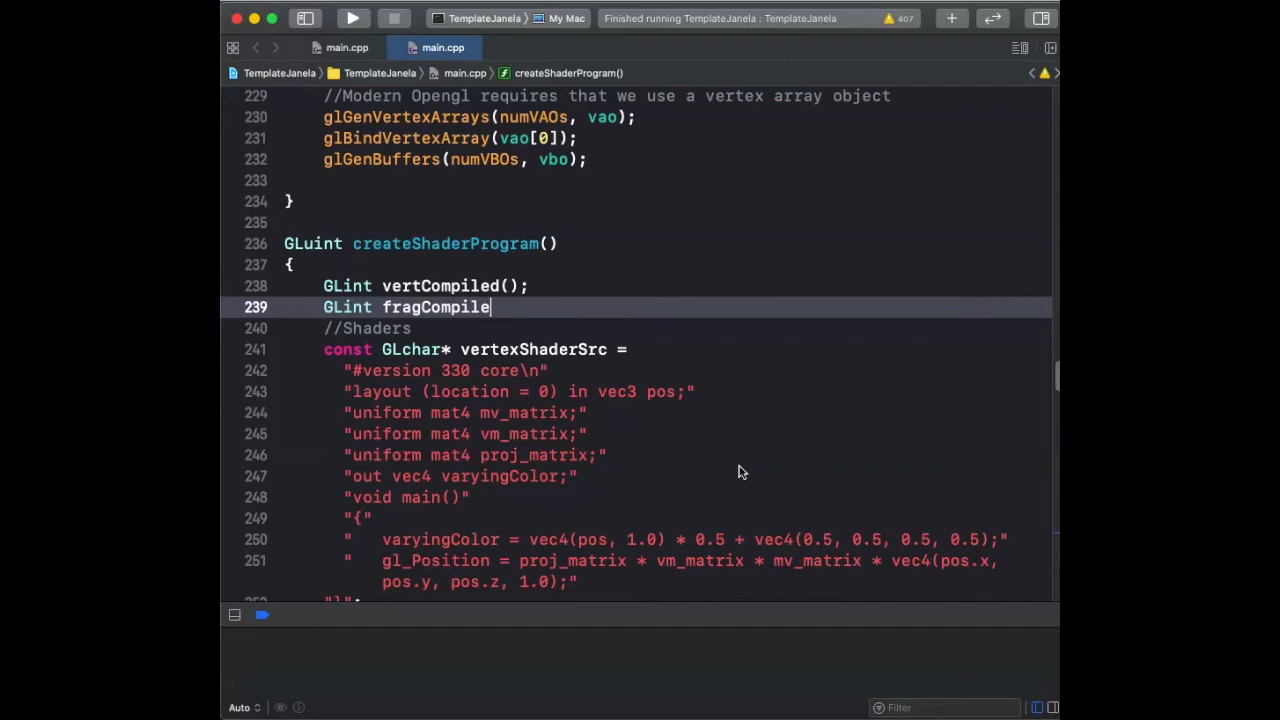 TemplateJanela 〉 My Mac
Finished running TemplateJanela : TemplateJanela
407
main.cpp
main.cpp
TemplateJanela 〉 TemplateJanela 〉 main.cpp 〉 createShaderProgram()
229 //Modern Opengl requires that we use a vertex array object
230 glGenVertexArrays(numVAOs, vao);
231 glBindVertexArray(vao[0]);
232 glGenBuffers(numVBOs, vbo);
233
234 }
235
236 GLuint createShaderProgram()
237 {
238 GLint vertCompiled();
239 GLint fragCompile
240 //Shaders
241 const GLchar* vertexShaderSrc =
242 "#version 330 core\n"
243 "layout (location = 0) in vec3 pos;"
244 "uniform mat4 mv_matrix;"
245 "uniform mat4 vm_matrix;"
246 "uniform mat4 proj_matrix;"
247 "out vec4 varyingColor;"
248 "void main()"
249 "{"
250 " varyingColor = vec4(pos, 1.0) * 0.5 + vec4(0.5, 0.5, 0.5, 0.5);"
251 " gl_Position = proj_matrix * vm_matrix * mv_matrix * vec4(pos.x,
pos.y, pos.z, 1.0);"
Auto
Filter